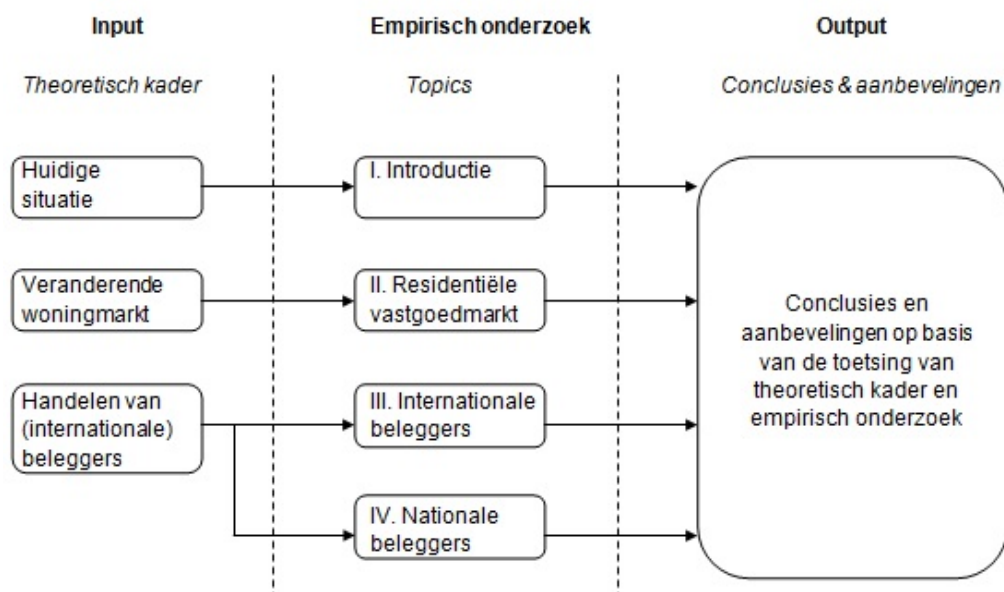 Input
Empirisch onderzoek
Output
Theoretisch kader
Topics
Conclusies & aanbevelingen
Huidige
situatie
I. Introductie
Veranderende
woningmarkt
II. Residentiële
vastgoedmarkt
Handelen van
(internationale)
beleggers
III. Internationale
beleggers
IV. Nationale
beleggers
Conclusies en
aanbevelingen op basis
van de toetsing van
theoretisch kader en
empirisch onderzoek